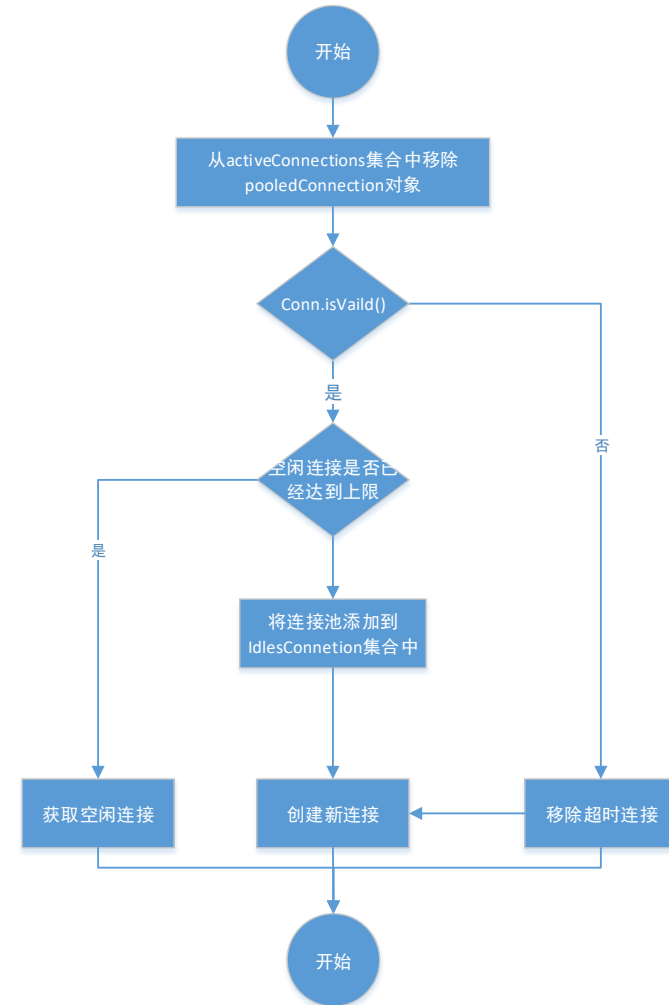 开始
从activeConnections集合中移除
pooledConnection对象
Conn.isVaild()
是
否
空闲连接是否已
经达到上限
是
将连接池添加到
IdlesConnetion集合中
获取空闲连接
创建新连接
移除超时连接
开始